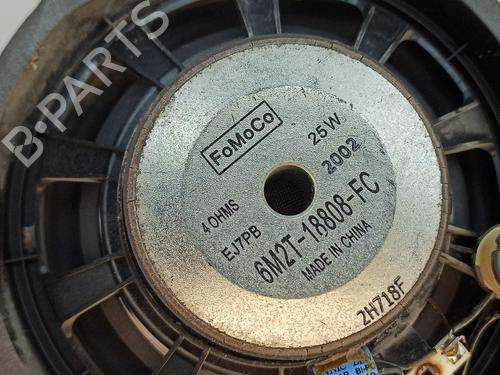 B-PARTS
FoMoCo
25W
2002
4 OHMS
EJ7PB
6M2T-18808-FC
MADE IN CHINA
2H718F